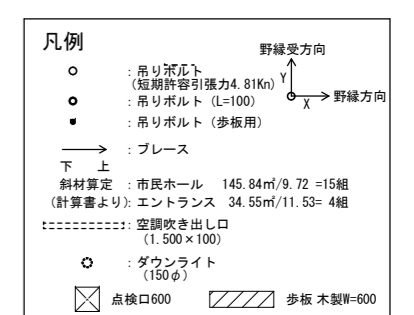 凡例
野縁受方向
：吊りボルト
(短期許容引張力4.81Kn)
Y
X
野縁方向
：吊りボルト (L=100)
：吊りボルト (歩板用)
：ブレース
下 上
斜材算定 ：市民ホール 145.84㎡/9.72 =15組
(計算書より)：エントランス 34.55㎡/11.53= 4組
：空調吹き出し口
(1.500×100)
：ダウンライト
(150φ)
点検口600 歩板 木製W=600